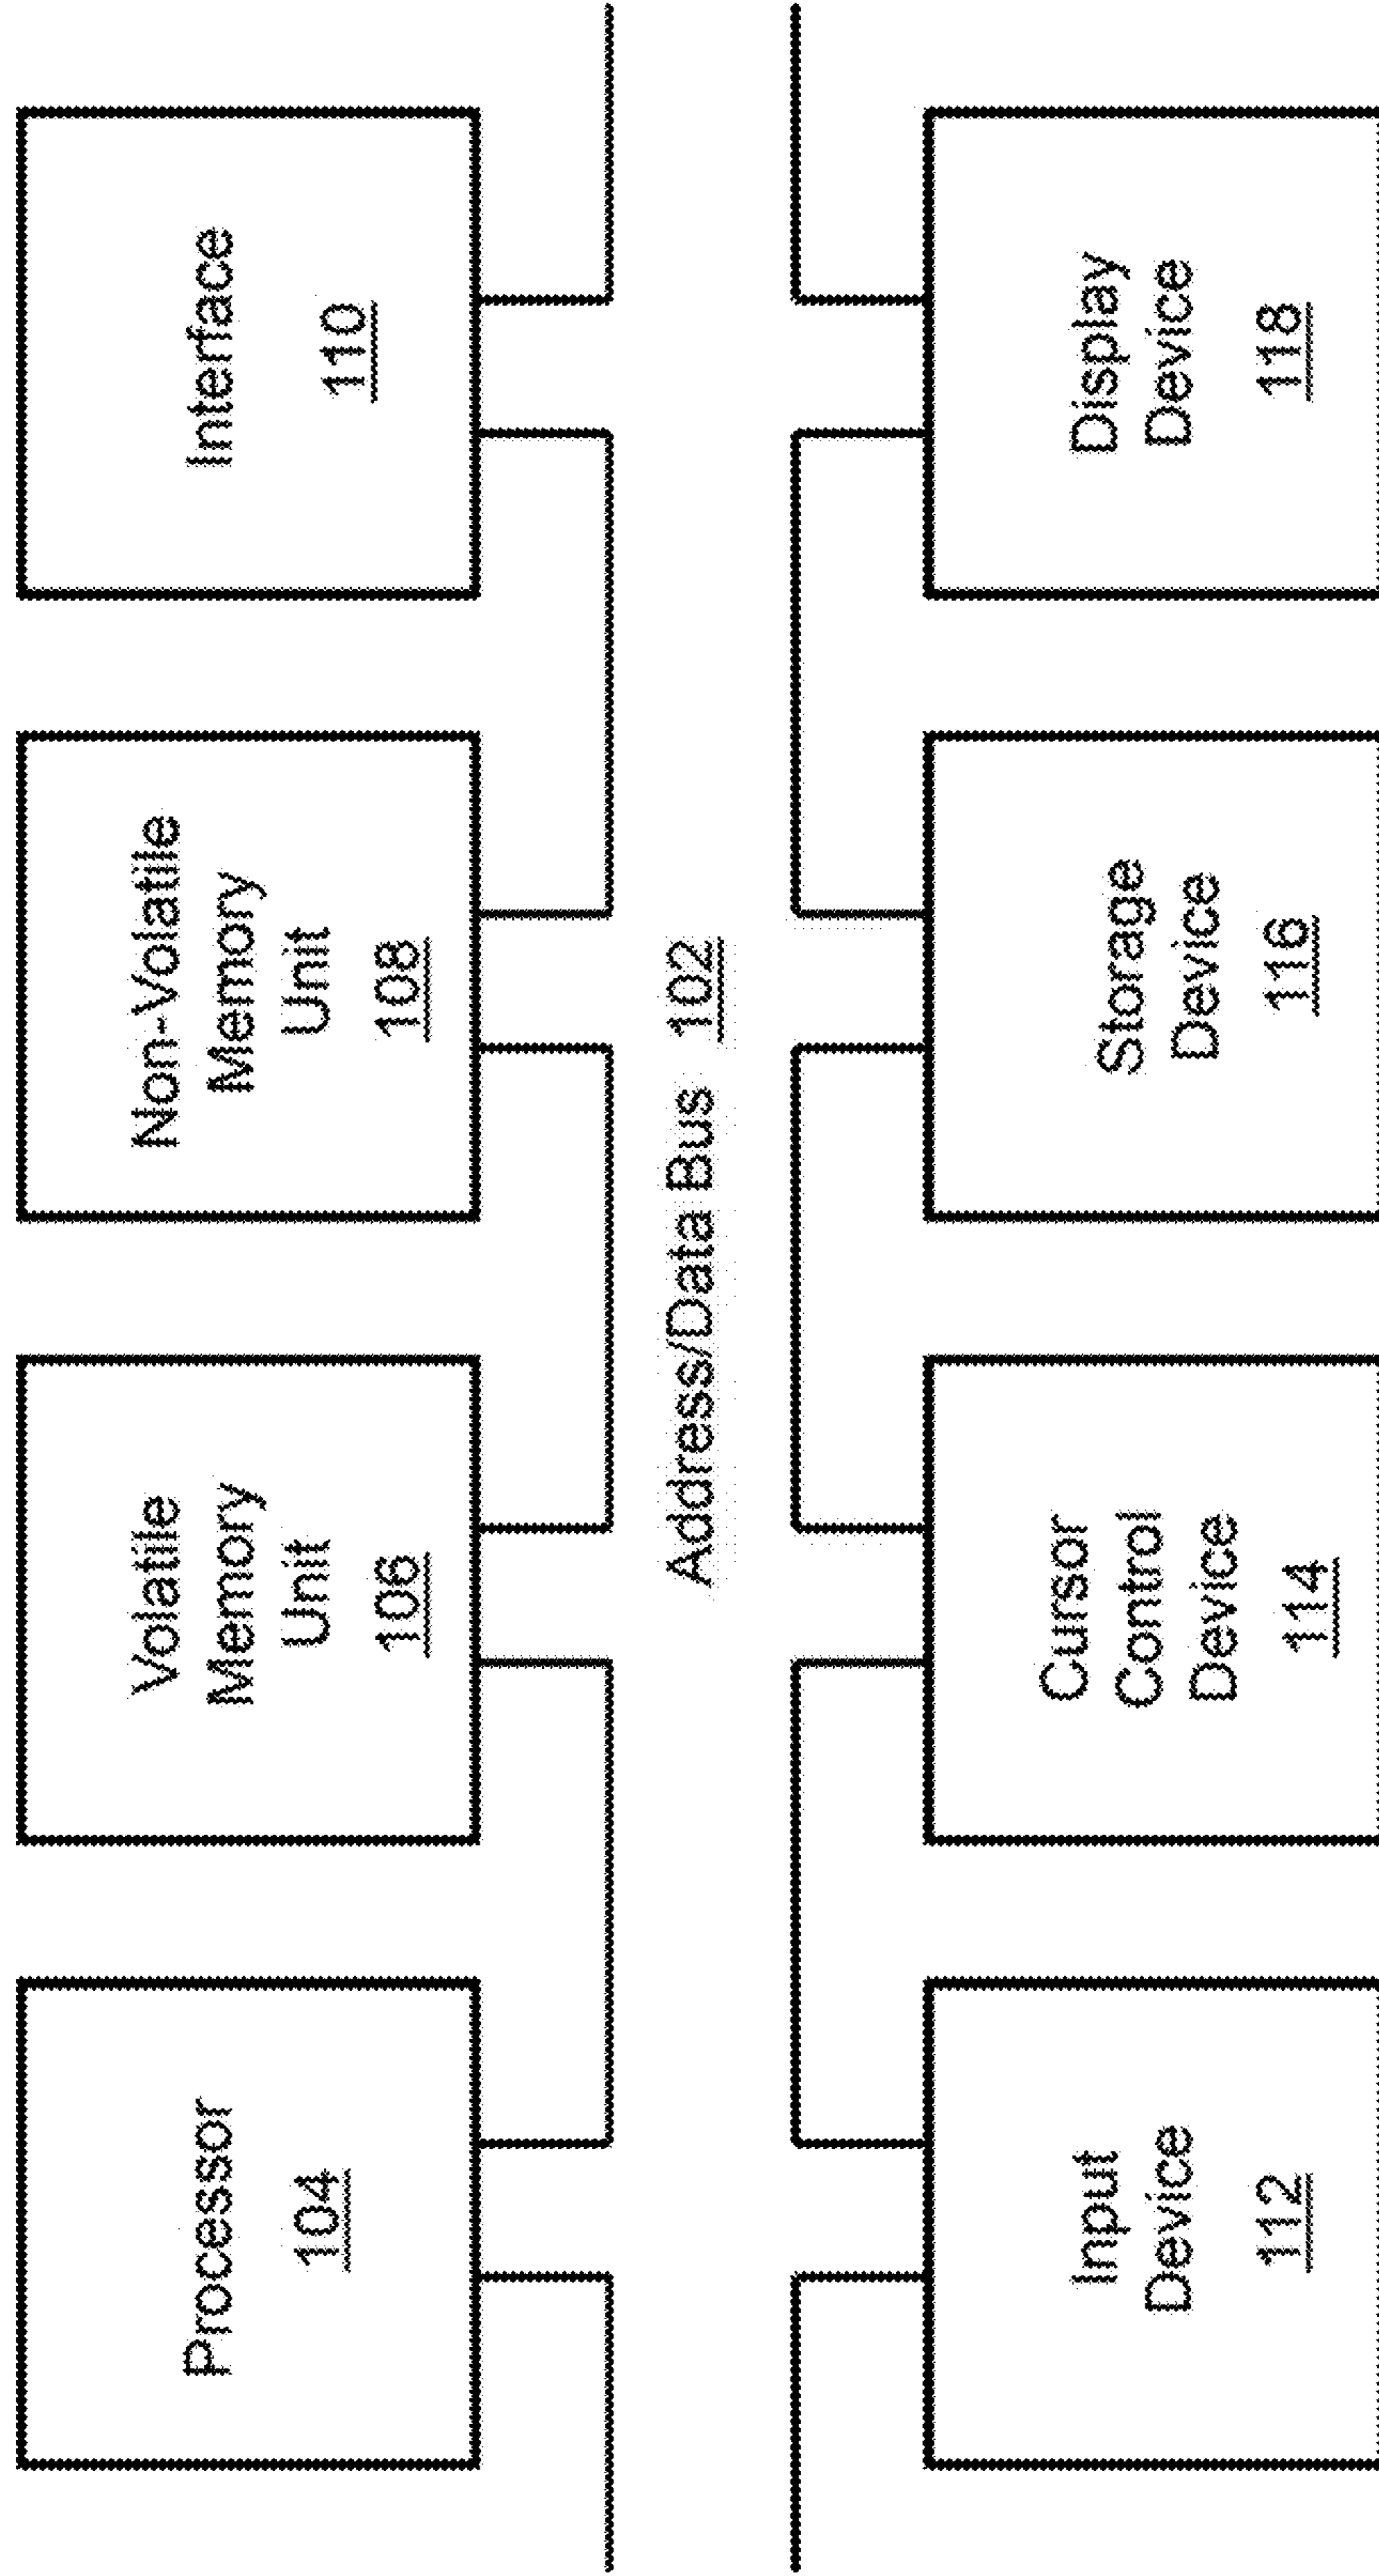 Processor
104
Volatile
Memory
Unit
106
Non-Volatile
Memory
Unit
108
Interface
110
Address/Data Bus 102
Input
Device
112
Cursor
Control
Device
114
Storage
Device
116
Display
Device
118